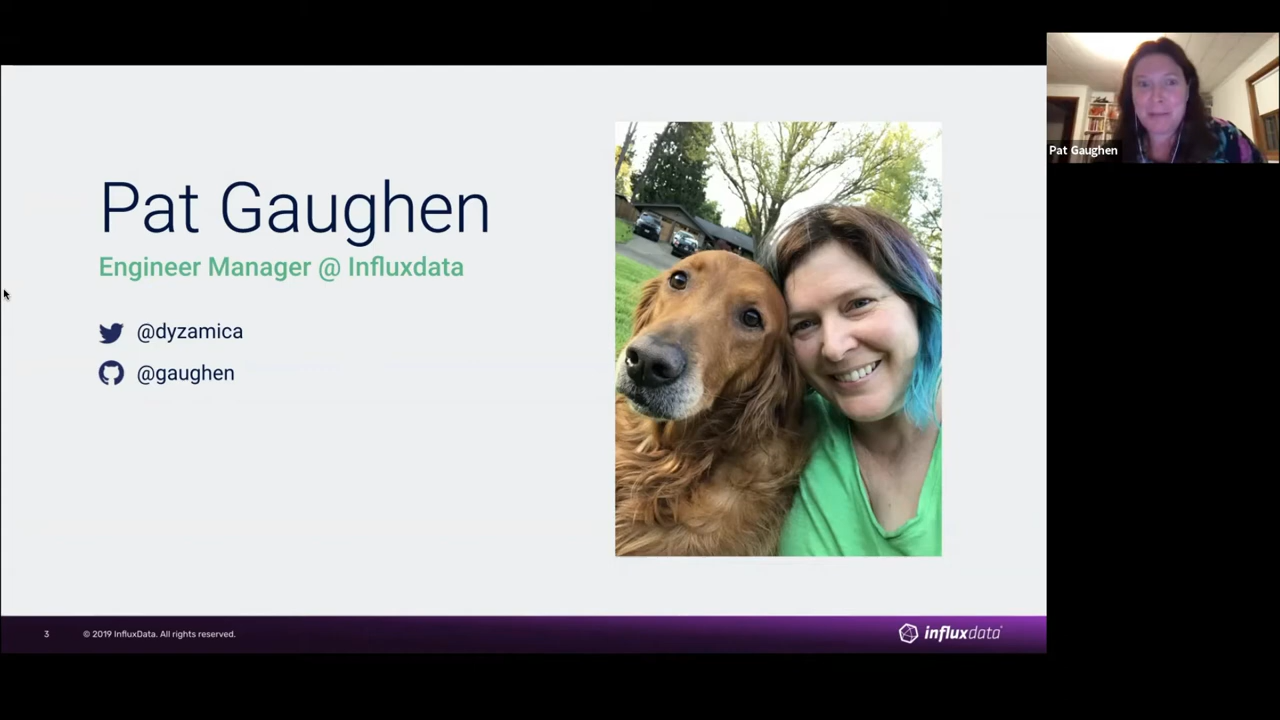 Pat Gaughen
Engineer Manager @ Influxdata
@dyzamica
@gaughen
3
© 2019 InfluxData. All rights reserved.
influxdata
Pat Gaughen